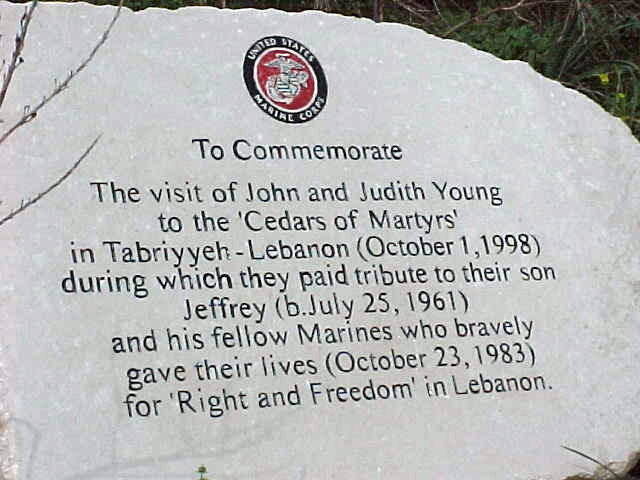 UNITED STATES
MARINE CORPS
To Commemorate
The visit of John and Judith Young
to the 'Cedars of Martyrs'
in Tabriyyeh-Lebanon (October 1,1998)
during which they paid tribute to their son
Jeffrey (b.July 25, 1961)
and his fellow Marines who bravely
gave their lives (October 23, 1983)
for 'Right and Freedom' in Lebanon.